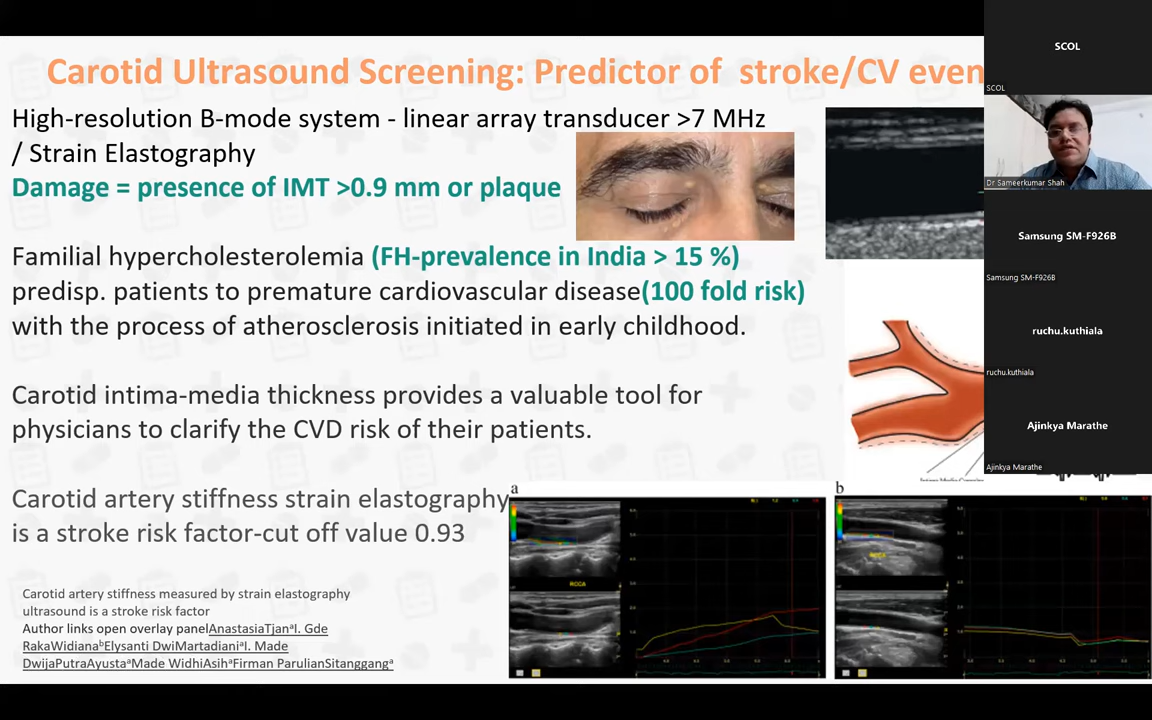 Carotid Ultrasound Screening: Predictor of stroke/CV even
High-resolution B-mode system - linear array transducer >7 MHz
/ Strain Elastography
Damage = presence of IMT >0.9 mm or plaque
Familial hypercholesterolemia (FH-prevalence in India > 15 %)
predisp. patients to premature cardiovascular disease(100 fold risk)
with the process of atherosclerosis initiated in early childhood.
Carotid intima-media thickness provides a valuable tool for
physicians to clarify the CVD risk of their patients.
Carotid artery stiffness strain elastography
is a stroke risk factor-cut off value 0.93
Carotid artery stiffness measured by strain elastography
ultrasound is a stroke risk factor
Author links open overlay panelAnastasiaTjanᵃI. Gde
RakaWidianaᵇElysanti DwiMartadianiᵃI. Made
DwijaPutraAyustaᵃMade WidhiAsihᵃFirman ParulianSitanggangᵃ
a
b
SCOL
SCOL
Dr Sameerkumar Shah
Samsung SM-F926B
Samsung SM-F926B
ruchu.kuthiala
ruchu.kuthiala
Ajinkya Marathe
Ajinkya Marathe